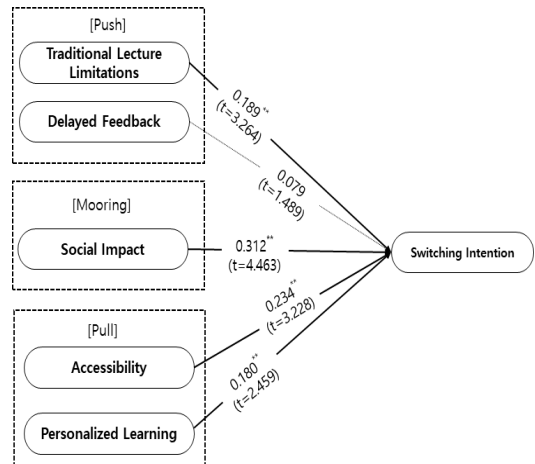 [Push]
Traditional Lecture
Limitations
Delayed Feedback
0.189**
(t=3.264)
0.079
(t=1.489)
[Mooring]
Social Impact
0.312**
(t=4.463)
Switching Intention
[Pull]
Accessibility
0.234**
(t=3.228)
Personalized Learning
0.180**
(t=2.459)